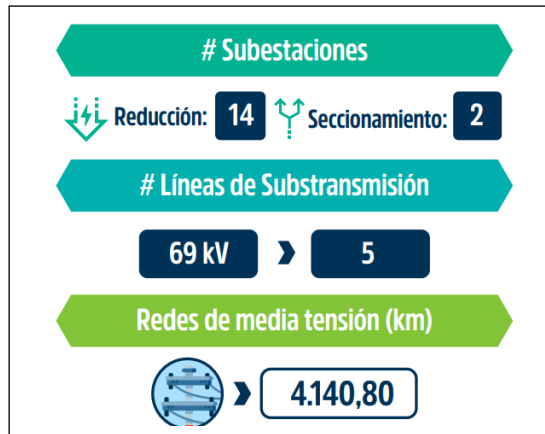 # Subestaciones
Reducción: 14 Seccionamiento: 2
# Líneas de Substransmisión
69 kV 5
Redes de media tensión (km)
4.140,80